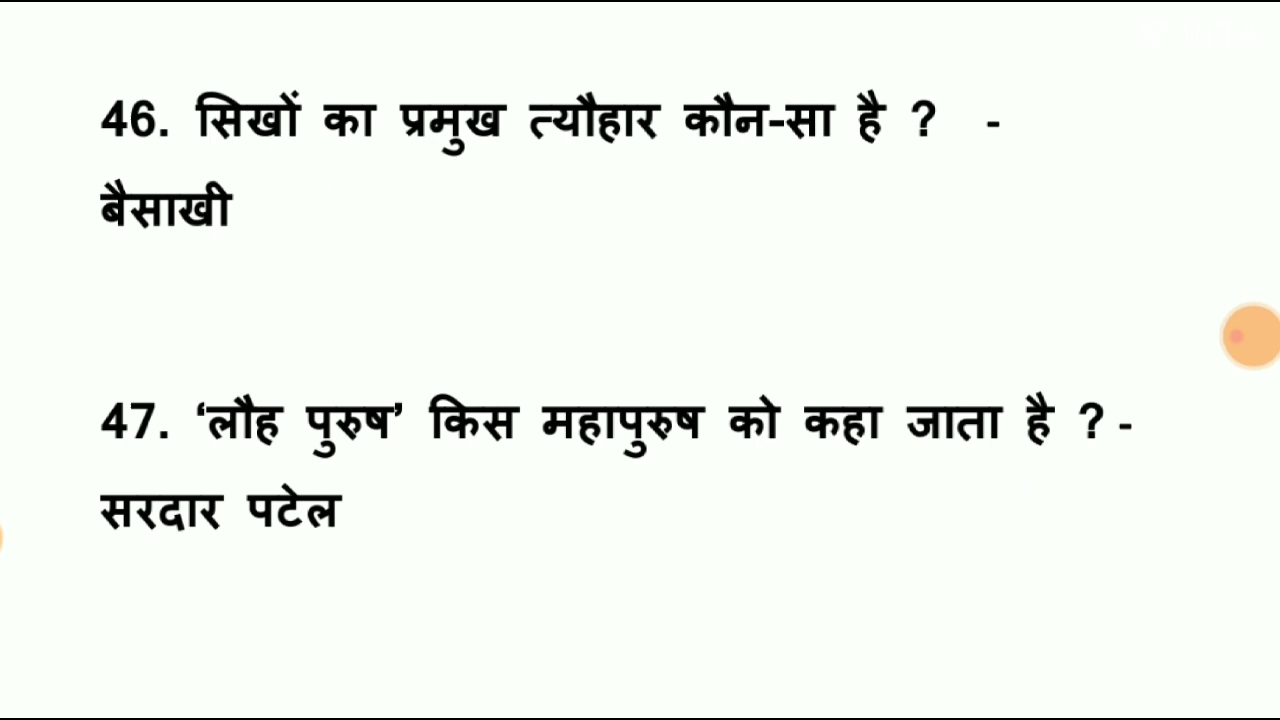 46. सिखों का प्रमुख त्यौहार कौन-सा है ? -
बैसाखी
47. ‘लौह पुरुष’ किस महापुरुष को कहा जाता है ? -
सरदार पटेल